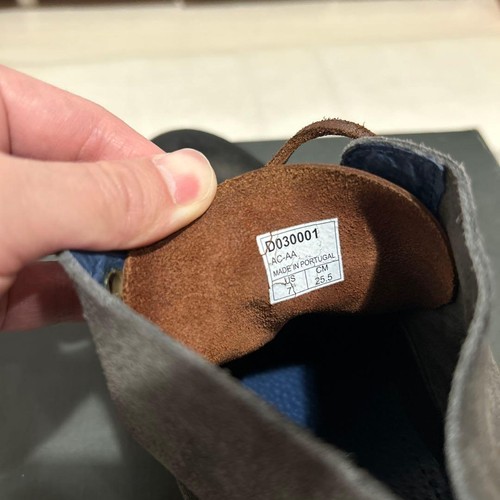 D030001
AC-AA
MADE IN PORTUGAL
US CM
7 25.5